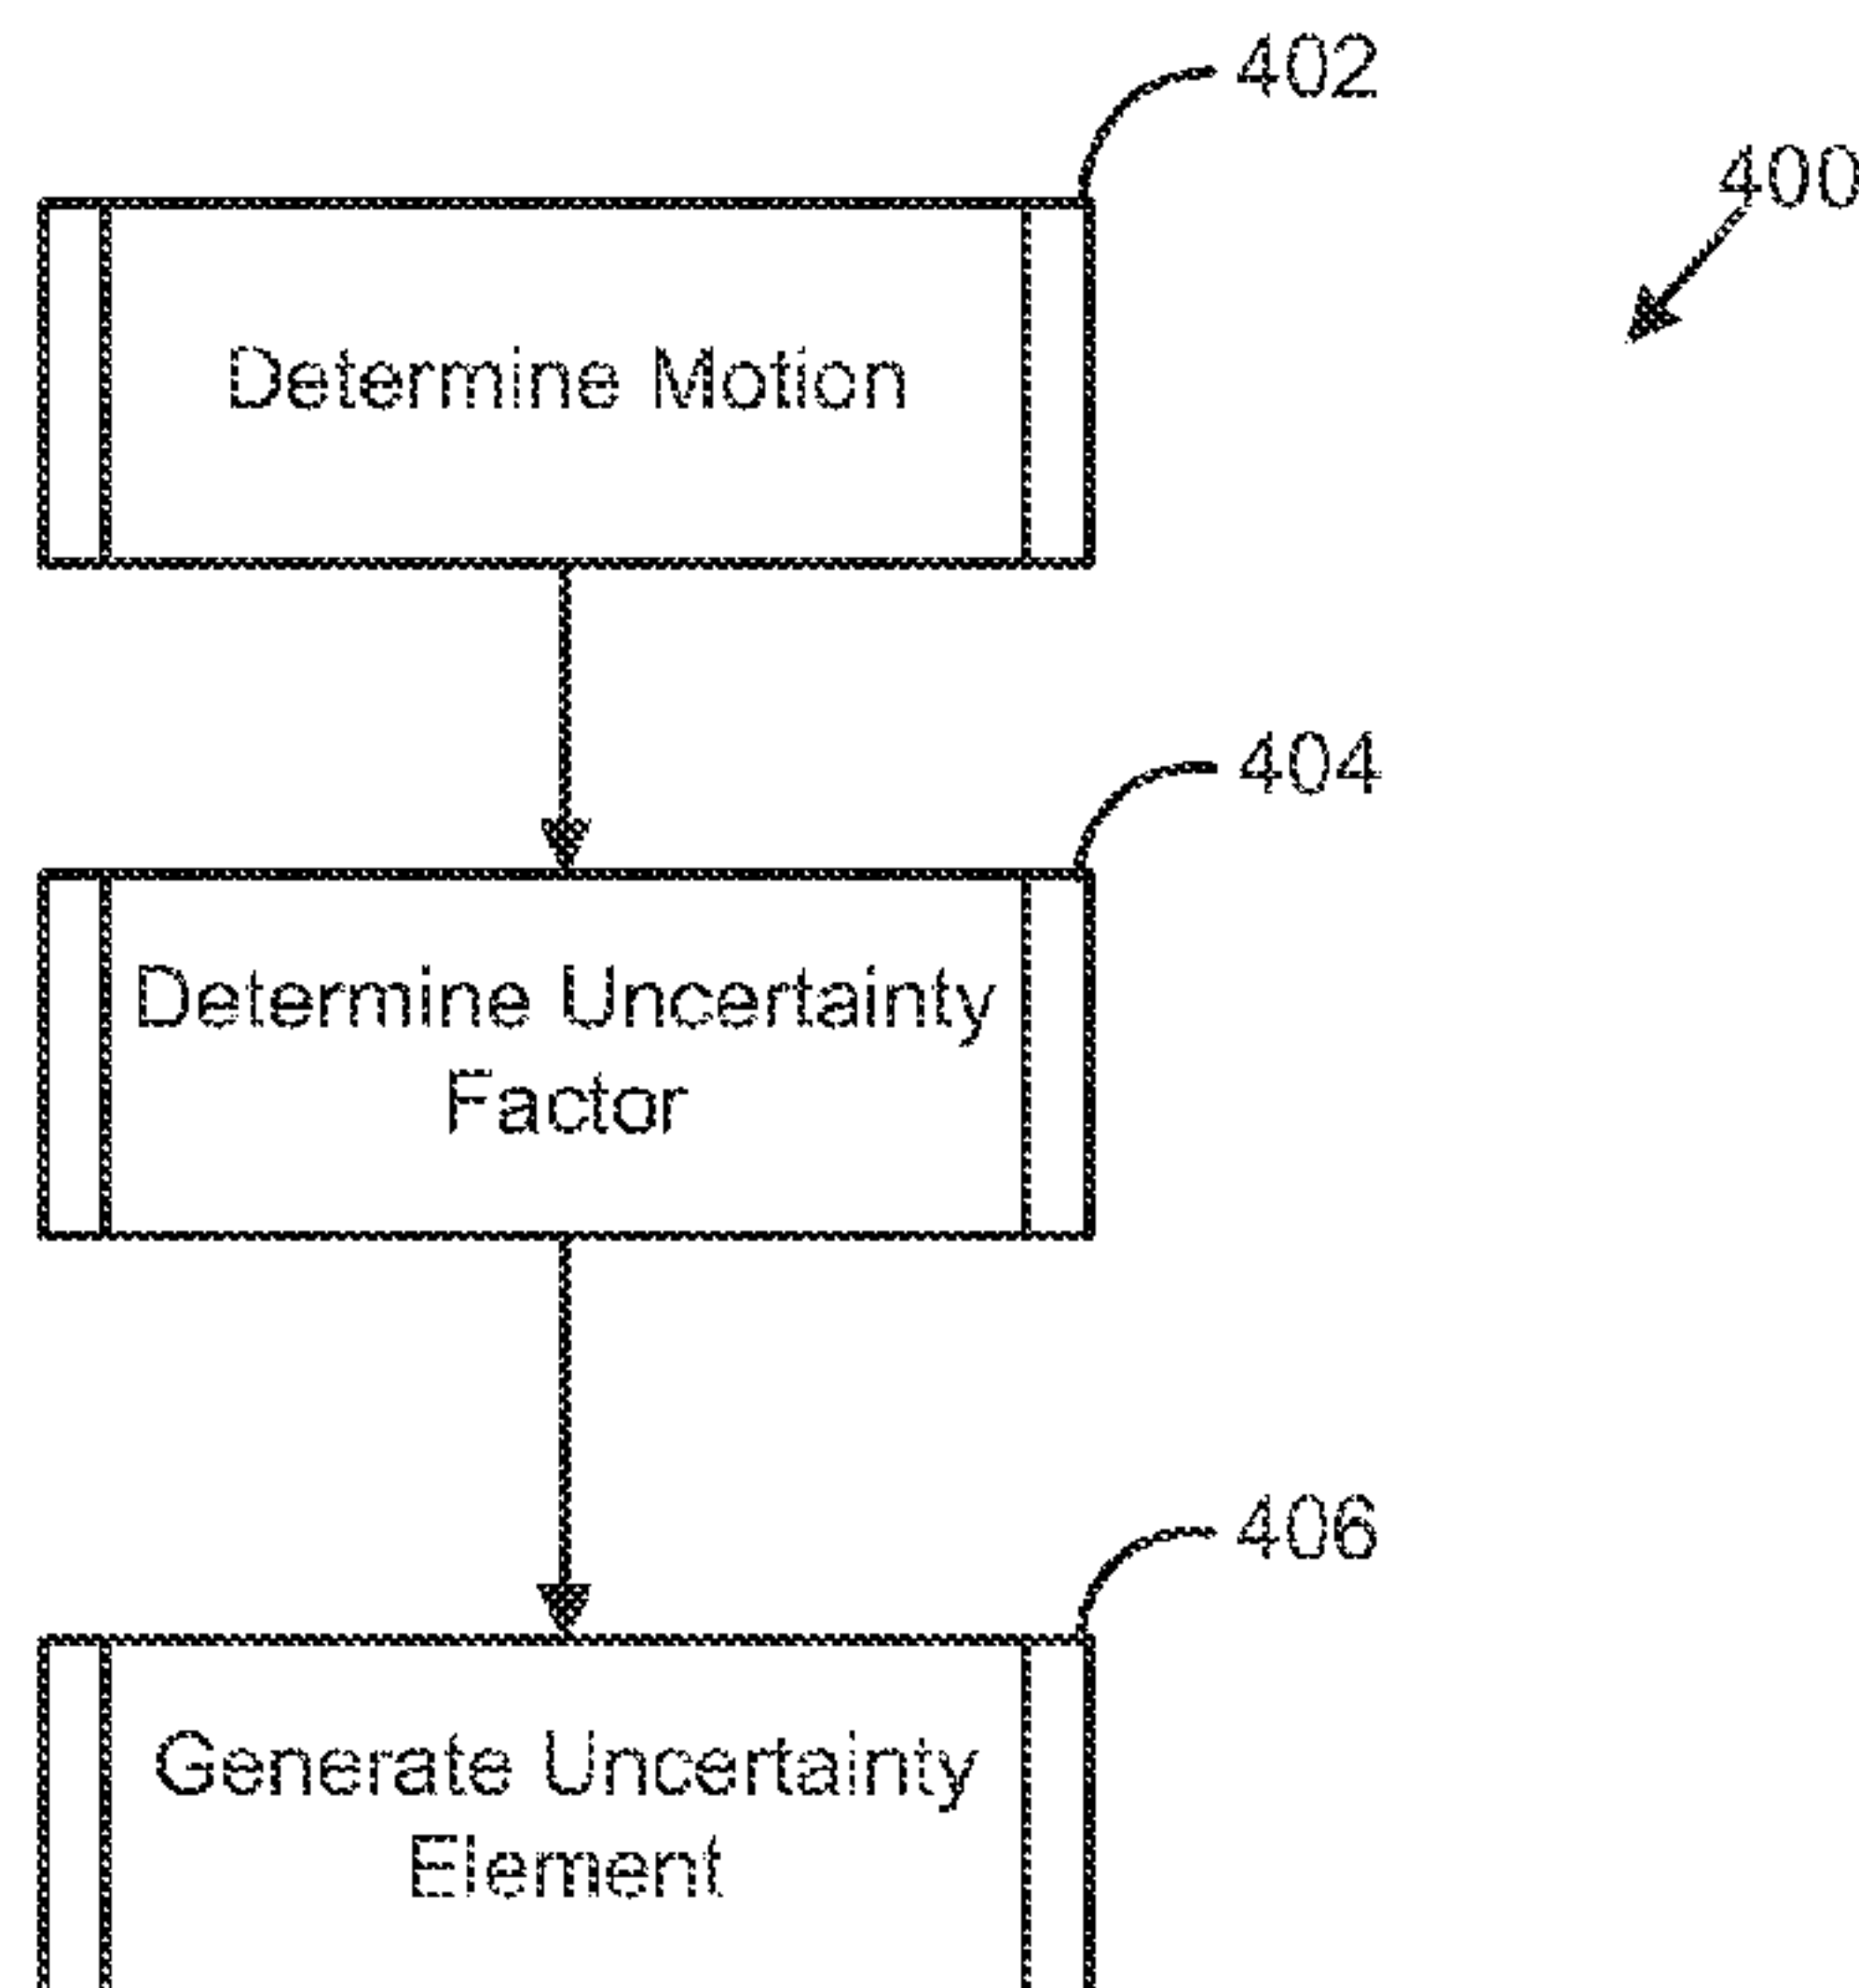 402
400
Determine Motion
404
Determine Uncertainty
Factor
406
Generate Uncertainty
Element